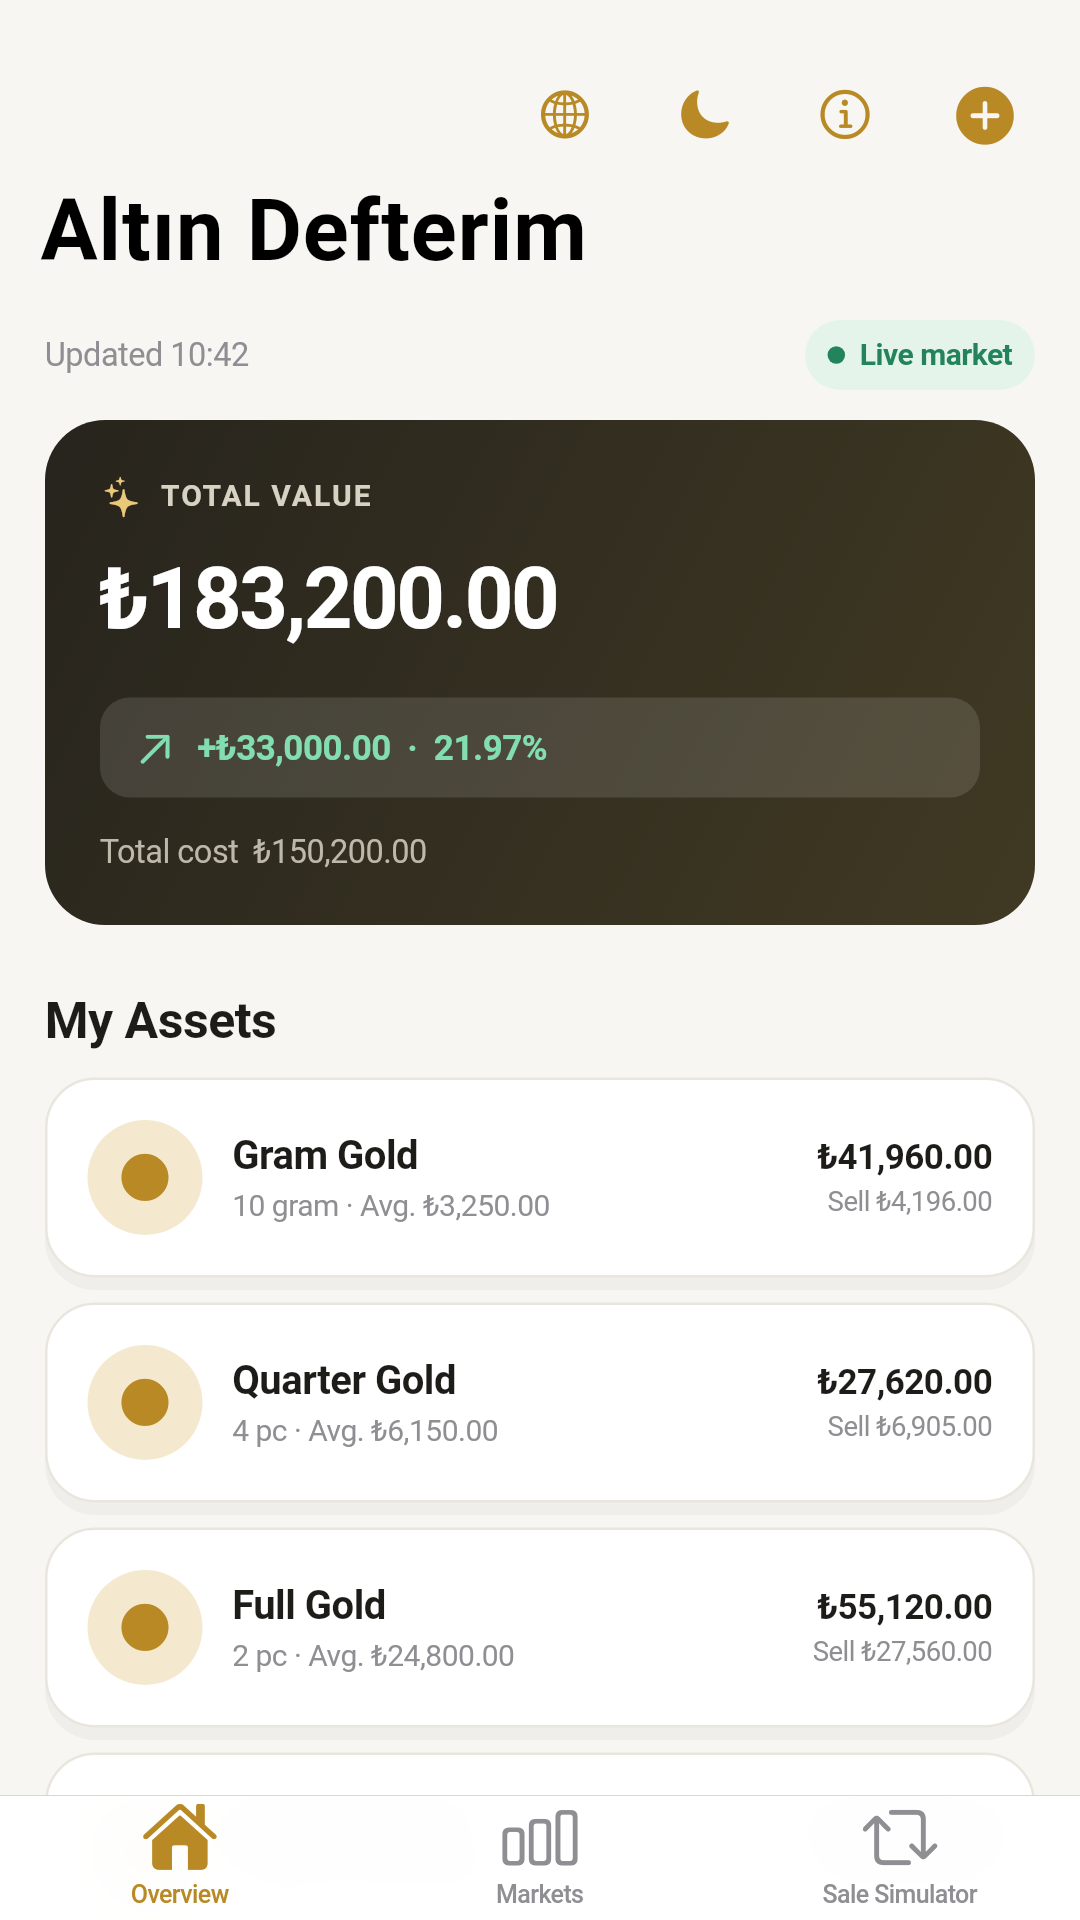 Altın Defterim
Updated 10:42
Live market
TOTAL VALUE
₺183,200.00
+₺33,000.00 · 21.97%
Total cost ₺150,200.00
My Assets
Gram Gold
₺41,960.00
10 gram · Avg. ₺3,250.00
Sell ₺4,196.00
Quarter Gold
₺27,620.00
4 pc · Avg. ₺6,150.00
Sell ₺6,905.00
Full Gold
₺55,120.00
2 pc · Avg. ₺24,800.00
Sell ₺27,560.00
Overview
Markets
Sale Simulator